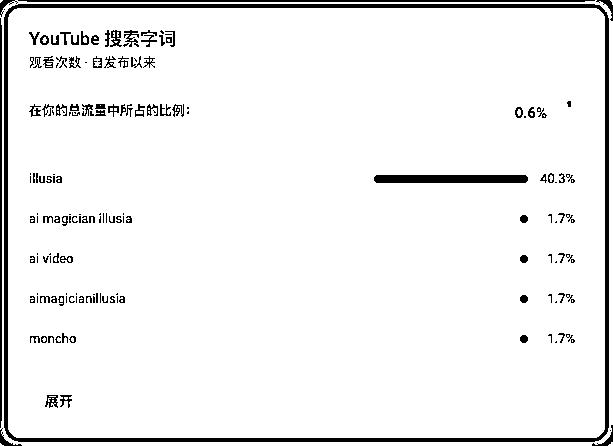 YouTube 搜索字词
观看次数 · 自发布以来
在你的总流量中所占的比例： 0.6%
illusia 40.3%
ai magician illusia 1.7%
ai video 1.7%
aimagicianillusia 1.7%
moncho 1.7%
展开